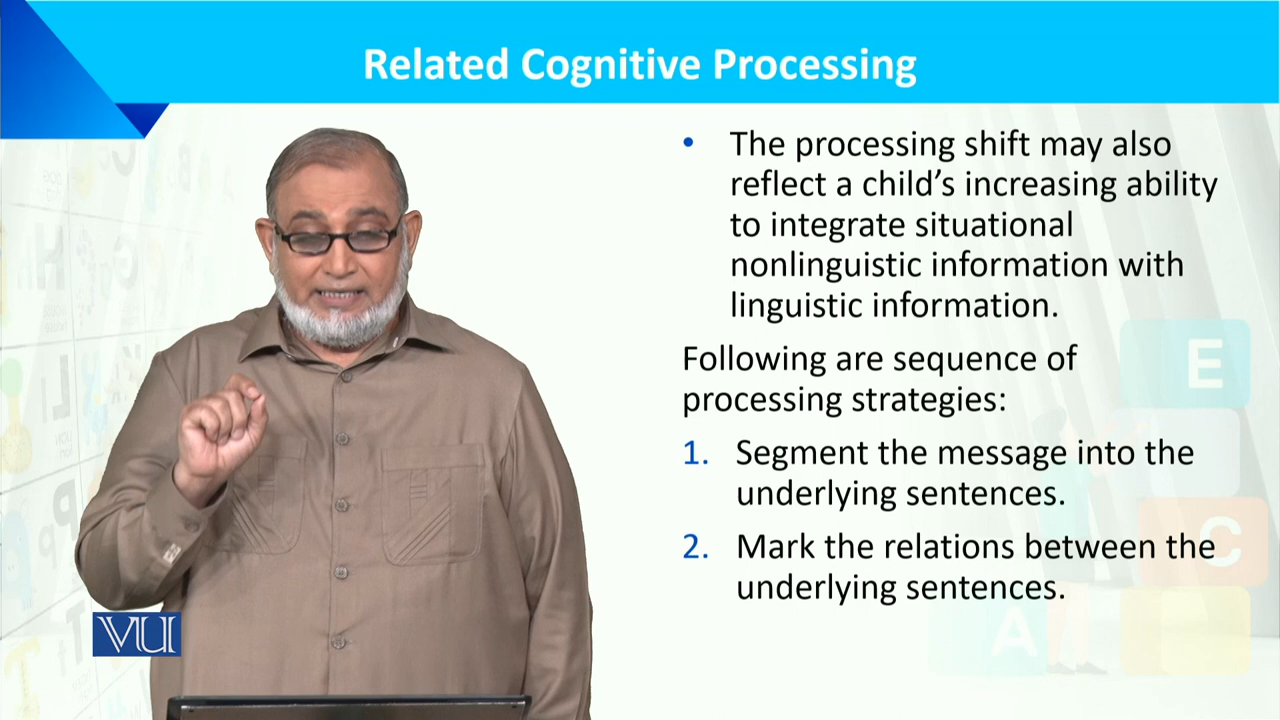 Related Cognitive Processing
• The processing shift may also
reflect a child’s increasing ability
to integrate situational
nonlinguistic information with
linguistic information.
Following are sequence of
processing strategies:
1. Segment the message into the
underlying sentences.
2. Mark the relations between the
underlying sentences.
VU
E
C
A